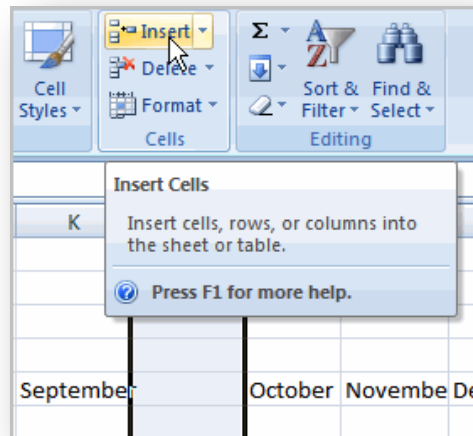 Insert
Delete
Format
Cells
Cell
Styles
Σ
A
Z
Sort &
Filter
Find &
Select
Editing
Insert Cells
Insert cells, rows, or columns into
the sheet or table.
Press F1 for more help.
K
September October Novembe De